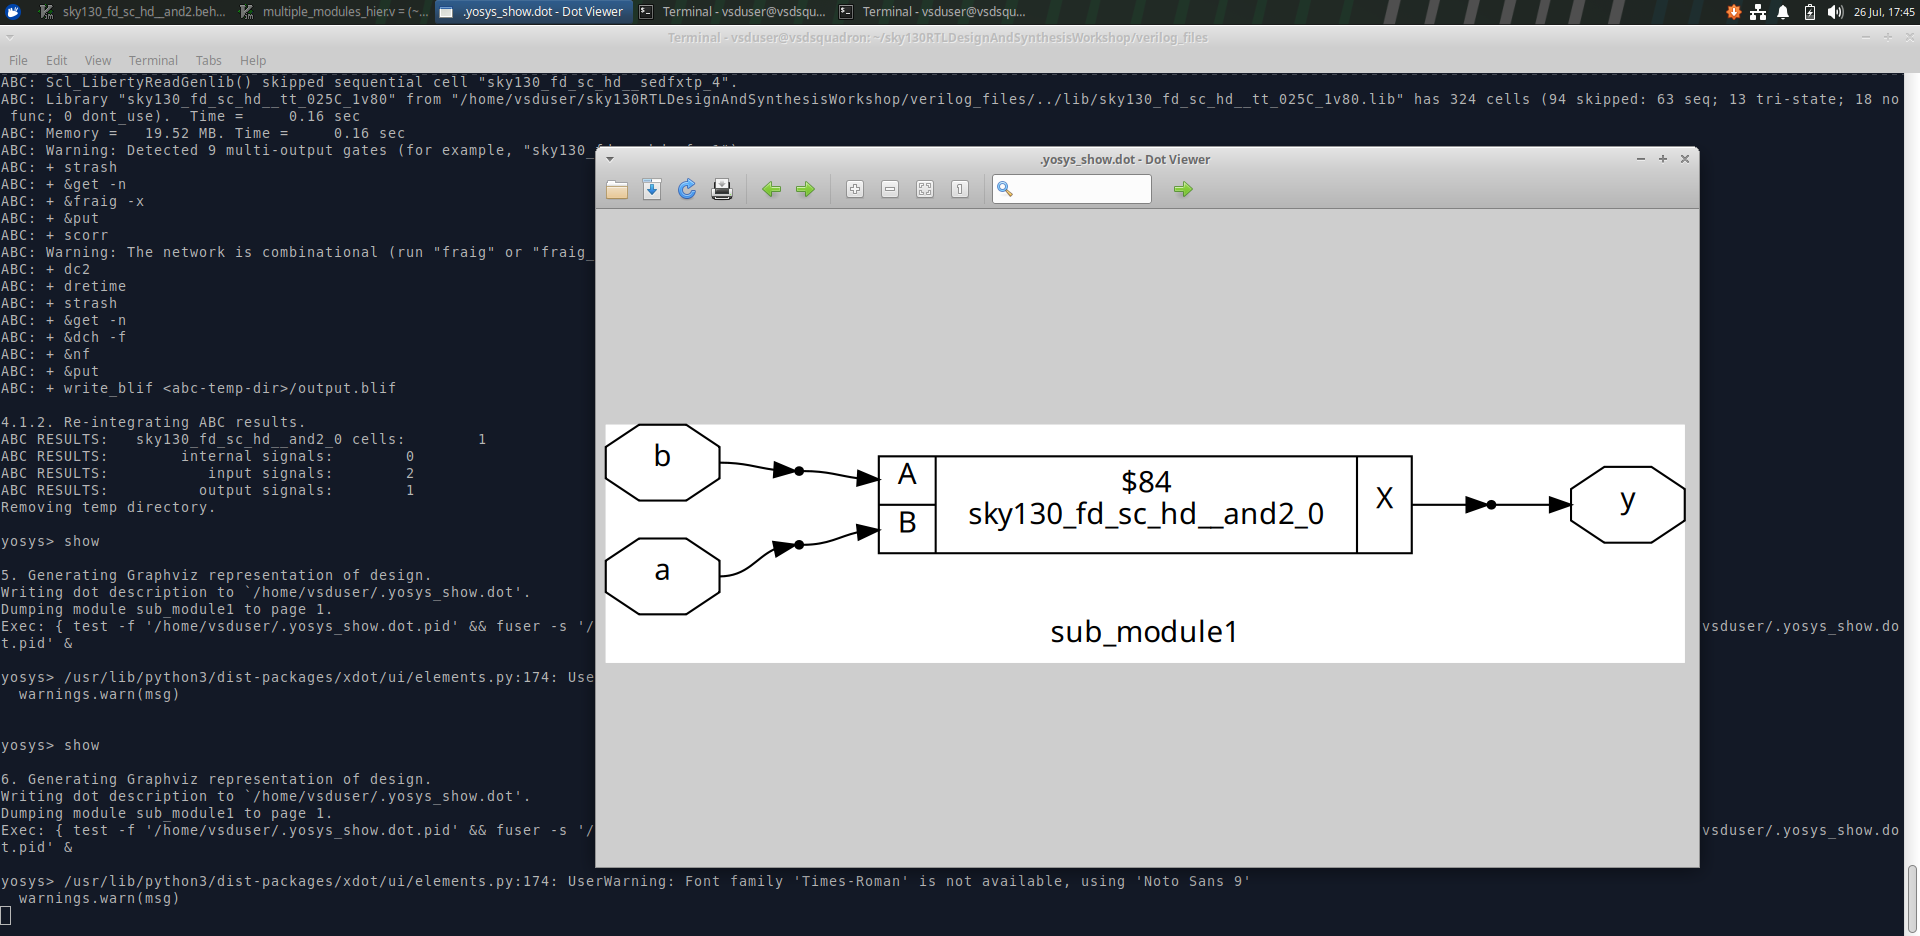 sky130_fd_sc_hd__and2.beh...
multiple_modules_hier.v = (~...
.yosys_show.dot - Dot Viewer
Terminal - vsduser@vsdsqu...
Terminal - vsduser@vsdsqu...
26 Jul, 17:45
Terminal - vsduser@vsdsquadron: ~/sky130RTLDesignAndSynthesisWorkshop/verilog_files
File Edit View Terminal Tabs Help
ABC: Scl_LibertyReadGenlib() skipped sequential cell "sky130_fd_sc_hd__sedfxtp_4".
ABC: Library "sky130_fd_sc_hd__tt_025C_1v80" from "/home/vsduser/sky130RTLDesignAndSynthesisWorkshop/verilog_files/../lib/sky130_fd_sc_hd__tt_025C_1v80.lib" has 324 cells (94 skipped: 63 seq; 13 tri-state; 18 no
func; 0 dont_use).  Time =     0.16 sec
ABC: Memory =   19.52 MB. Time =     0.16 sec
ABC: Warning: Detected 9 multi-output gates (for example, "sky130_
ABC: + strash
ABC: + &get -n
ABC: + &fraig -x
ABC: + &put
ABC: + scorr
ABC: Warning: The network is combinational (run "fraig" or "fraig_
ABC: + dc2
ABC: + dretime
ABC: + strash
ABC: + &get -n
ABC: + &dch -f
ABC: + &nf
ABC: + &put
ABC: + write_blif <abc-temp-dir>/output.blif
4.1.2. Re-integrating ABC results.
ABC RESULTS:   sky130_fd_sc_hd__and2_0 cells:        1
ABC RESULTS:        internal signals:        0
ABC RESULTS:           input signals:        2
ABC RESULTS:          output signals:        1
Removing temp directory.
yosys> show
5. Generating Graphviz representation of design.
Writing dot description to `/home/vsduser/.yosys_show.dot'.
Dumping module sub_module1 to page 1.
Exec: { test -f '/home/vsduser/.yosys_show.dot.pid' && fuser -s '/
vsduser/.yosys_show.do
t.pid' &
yosys> /usr/lib/python3/dist-packages/xdot/ui/elements.py:174: Use
warnings.warn(msg)
yosys> show
6. Generating Graphviz representation of design.
Writing dot description to `/home/vsduser/.yosys_show.dot'.
Dumping module sub_module1 to page 1.
Exec: { test -f '/home/vsduser/.yosys_show.dot.pid' && fuser -s '/
vsduser/.yosys_show.do
t.pid' &
yosys> /usr/lib/python3/dist-packages/xdot/ui/elements.py:174: UserWarning: Font family 'Times-Roman' is not available, using 'Noto Sans 9'
warnings.warn(msg)
.yosys_show.dot - Dot Viewer
1
b
a
A
B
$84
sky130_fd_sc_hd__and2_0
X
y
sub_module1